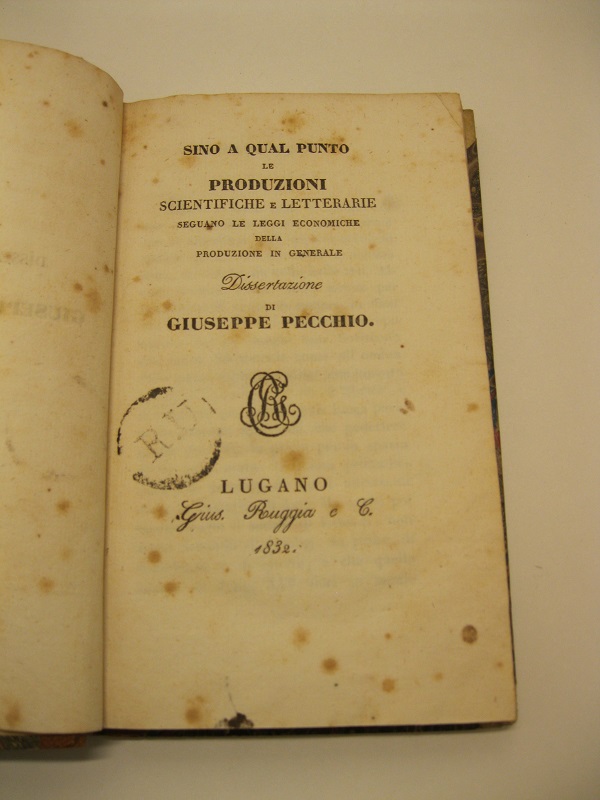 SINO A QUAL PUNTO
LE
PRODUZIONI
SCIENTIFICHE E LETTERARIE
SEGUANO LE LEGGI ECONOMICHE
DELLA
PRODUZIONE IN GENERALE
Dissertazione
DI
GIUSEPPE PECCHIO.
R.U
LUGANO
Gius. Ruggia e C.
1832.